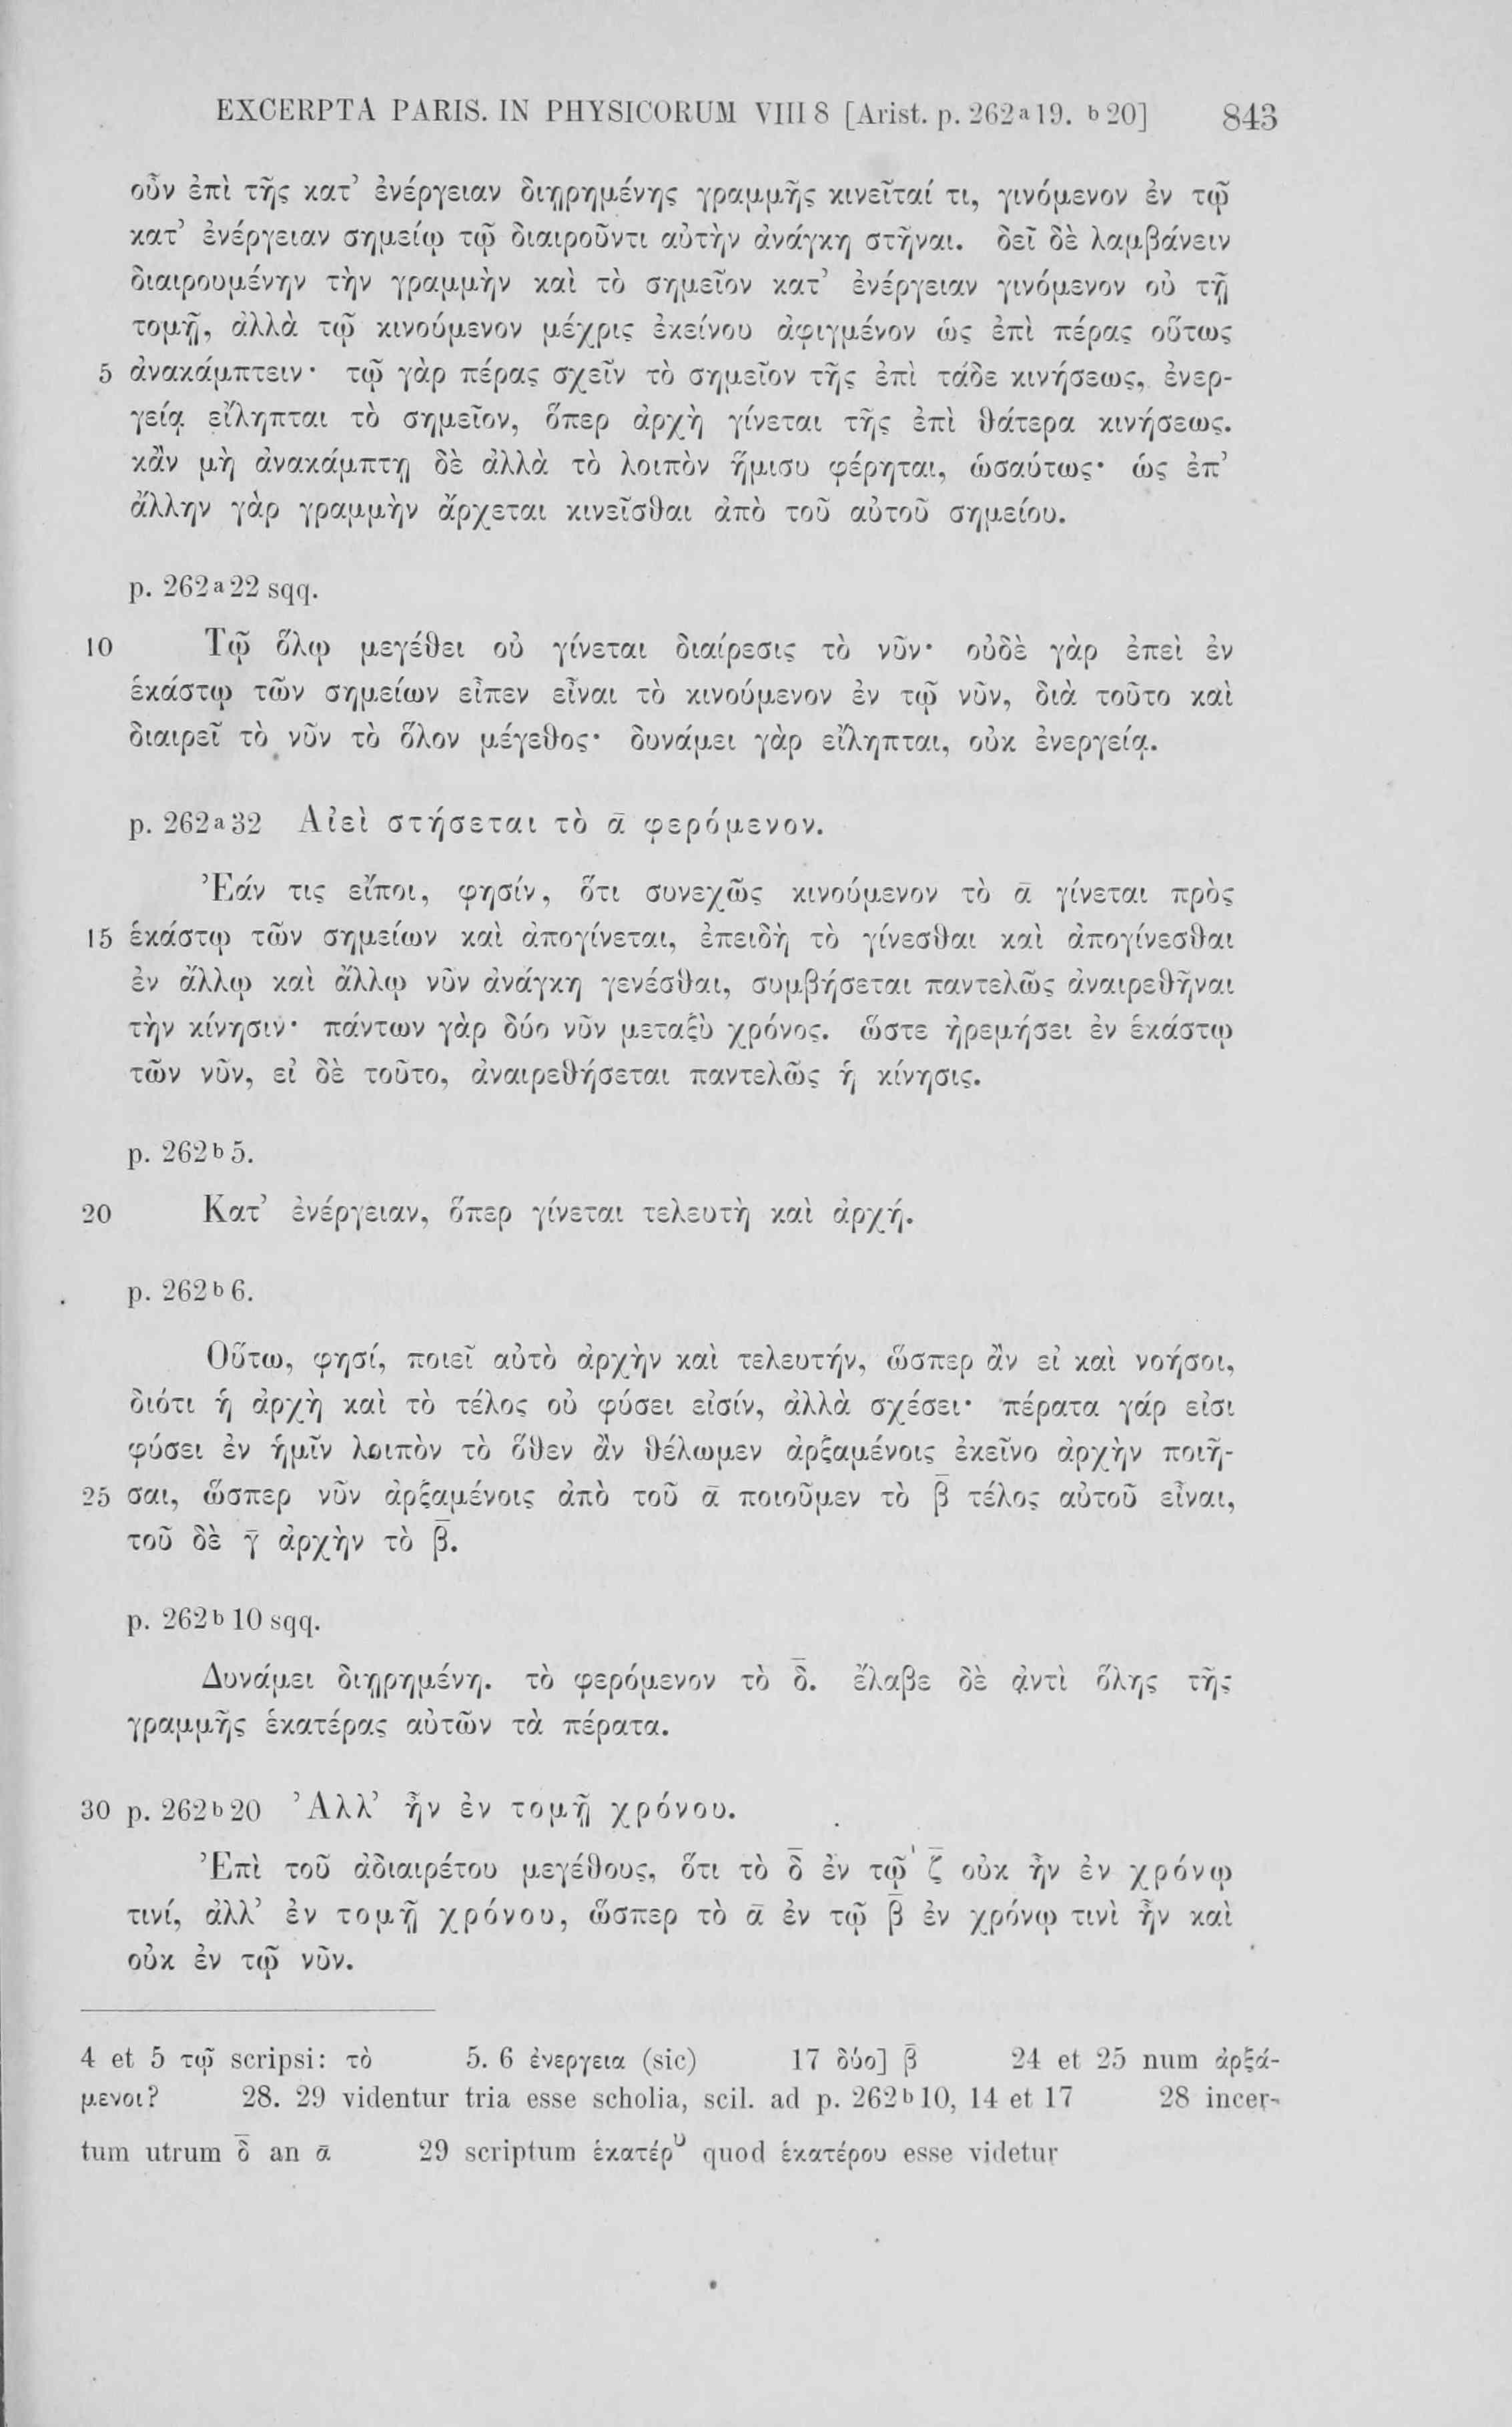 EXCERPTA PARIS. IN PHYSICORUM VIII 8 [Arist. p. 262ᵃ19. ᵇ20] 843
οὖν ἐπὶ τῆς κατ’ ἐνέργειαν διῃρημένης γραμμῆς κινεῖταί τι, γινόμενον ἐν τῷ
κατ’ ἐνέργειαν σημείῳ τῷ διαιροῦντι αὐτὴν ἀνάγκη στῆναι. δεῖ δὲ λαμβάνειν
διαιρουμένην τὴν γραμμὴν καὶ τὸ σημεῖον κατ’ ἐνέργειαν γινόμενον οὐ τῇ
τομῇ, ἀλλὰ τῷ κινούμενον μέχρις ἐκείνου ἀφιγμένον ὡς ἐπὶ πέρας οὕτως
5 ἀνακάμπτειν· τῷ γὰρ πέρας σχεῖν τὸ σημεῖον τῆς ἐπὶ τάδε κινήσεως, ἐνερ-
γείᾳ εἴληπται τὸ σημεῖον, ὅπερ ἀρχὴ γίνεται τῆς ἐπὶ θάτερα κινήσεως.
κἂν μὴ ἀνακάμπτῃ δὲ ἀλλὰ τὸ λοιπὸν ἥμισυ φέρηται, ὡσαύτως· ὡς ἐπ’
ἄλλην γὰρ γραμμὴν ἄρχεται κινεῖσθαι ἀπὸ τοῦ αὐτοῦ σημείου.
p. 262ᵃ22 sqq.
10 Τῷ ὅλῳ μεγέθει οὐ γίνεται διαίρεσις τὸ νῦν· οὐδὲ γὰρ ἐπεὶ ἐν
ἑκάστῳ τῶν σημείων εἶπεν εἶναι τὸ κινούμενον ἐν τῷ νῦν, διὰ τοῦτο καὶ
διαιρεῖ τὸ νῦν τὸ ὅλον μέγεθος· δυνάμει γὰρ εἴληπται, οὐκ ἐνεργείᾳ.
p. 262ᵃ32 Αἰεὶ στήσεται τὸ ᾱ φερόμενον.
Ἐάν τις εἴποι, φησίν, ὅτι συνεχῶς κινούμενον τὸ ᾱ γίνεται πρὸς
15 ἑκάστῳ τῶν σημείων καὶ ἀπογίνεται, ἐπειδὴ τὸ γίνεσθαι καὶ ἀπογίνεσθαι
ἐν ἄλλῳ καὶ ἄλλῳ νῦν ἀνάγκη γενέσθαι, συμβήσεται παντελῶς ἀναιρεθῆναι
τὴν κίνησιν· πάντων γὰρ δύο νῦν μεταξὺ χρόνος. ὥστε ἠρεμήσει ἐν ἑκάστῳ
τῶν νῦν, εἰ δὲ τοῦτο, ἀναιρεθήσεται παντελῶς ἡ κίνησις.
p. 262ᵇ5.
20 Κατ’ ἐνέργειαν, ὅπερ γίνεται τελευτὴ καὶ ἀρχή.
p. 262ᵇ6.
Οὕτω, φησί, ποιεῖ αὐτὸ ἀρχὴν καὶ τελευτήν, ὥσπερ ἂν εἰ καὶ νοήσοι,
διότι ἡ ἀρχὴ καὶ τὸ τέλος οὐ φύσει εἰσίν, ἀλλὰ σχέσει· πέρατα γάρ εἰσι
φύσει ἐν ἡμῖν λοιπὸν τὸ ὅθεν ἂν θέλωμεν ἀρξαμένοις ἐκεῖνο ἀρχὴν ποιῆ-
25 σαι, ὥσπερ νῦν ἀρξαμένοις ἀπὸ τοῦ ᾱ ποιοῦμεν τὸ β̄ τέλος αὐτοῦ εἶναι,
τοῦ δὲ γ̄ ἀρχὴν τὸ β̄.
p. 262ᵇ10 sqq.
Δυνάμει διῃρημένη. τὸ φερόμενον τὸ δ̄. ἔλαβε δὲ ἀντὶ ὅλης τῆς
γραμμῆς ἑκατέρας αὐτῶν τὰ πέρατα.
30 p. 262ᵇ20 Ἀλλ’ ἦν ἐν τομῇ χρόνου.
Ἐπὶ τοῦ ἀδιαιρέτου μεγέθους, ὅτι τὸ δ̄ ἐν τῷ ζ̄ οὐκ ἦν ἐν χρόνῳ
τινί, ἀλλ’ ἐν τομῇ χρόνου, ὥσπερ τὸ ᾱ ἐν τῷ β̄ ἐν χρόνῳ τινὶ ἦν καὶ
οὐκ ἐν τῷ νῦν.
4 et 5 τῷ scripsi: τὸ 5. 6 ἐνεργεια (sic) 17 δύο] β̄ 24 et 25 num ἀρξά-
μενοι? 28. 29 videntur tria esse scholia, scil. ad p. 262ᵇ10, 14 et 17 28 incer-
tum utrum δ̄ an ᾱ 29 scriptum ἑκατέρ<sup>υ</sup> quod ἑκατέρου esse videtur